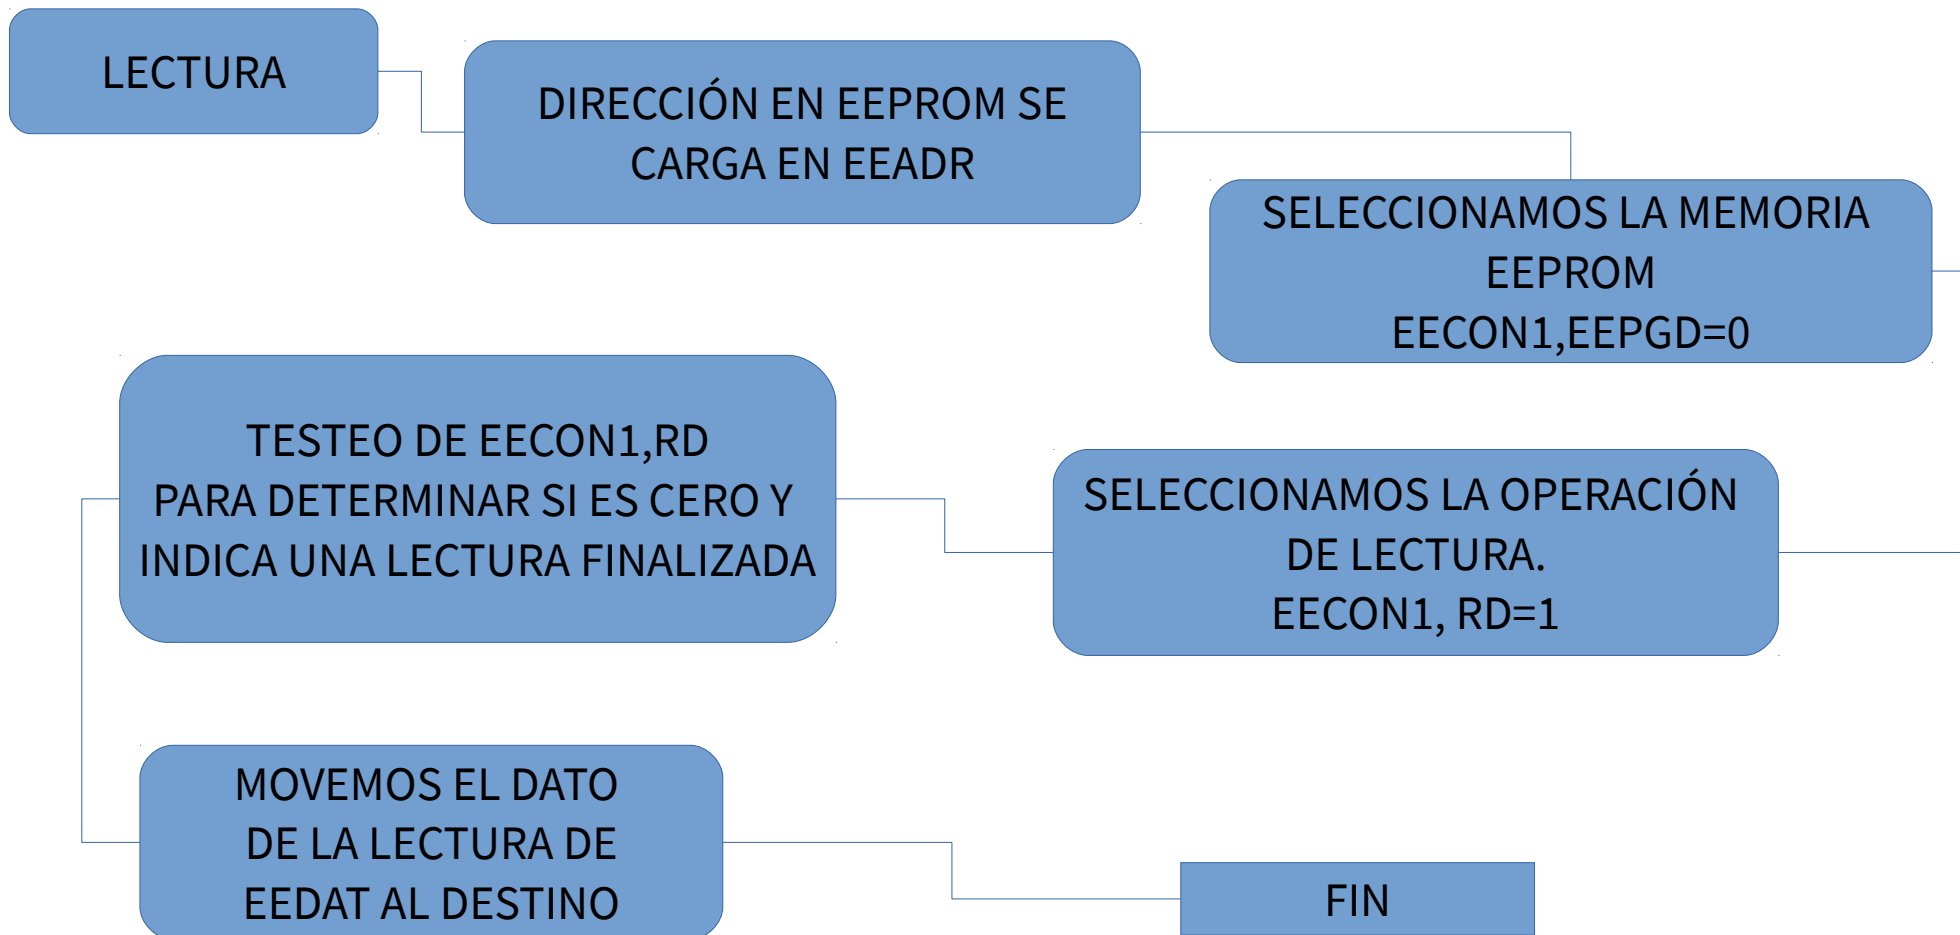 LECTURA
DIRECCIÓN EN EEPROM SE
CARGA EN EEADR
SELECCIONAMOS LA MEMORIA
EEPROM
EECON1,EEPGD=0
SELECCIONAMOS LA OPERACIÓN
DE LECTURA.
EECON1, RD=1
TESTEO DE EECON1,RD
PARA DETERMINAR SI ES CERO Y
INDICA UNA LECTURA FINALIZADA
MOVEMOS EL DATO
DE LA LECTURA DE
EEDAT AL DESTINO
FIN